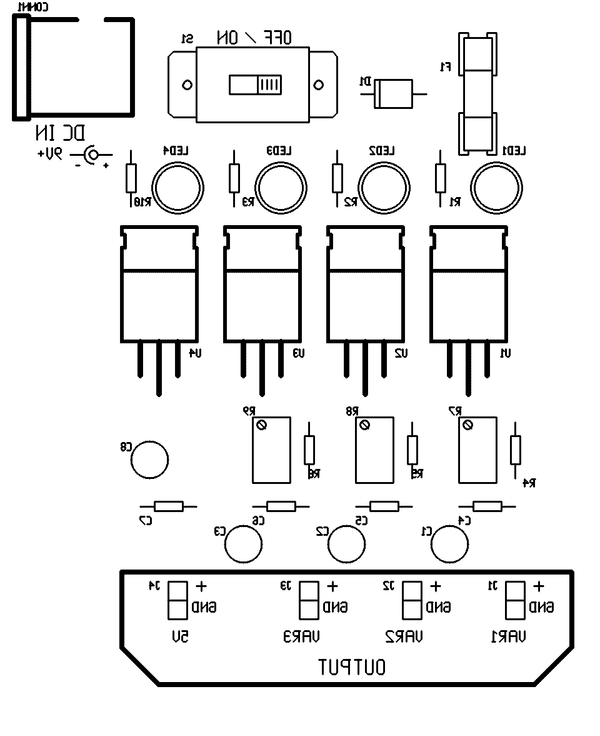 CONN1
S1
OFF / ON
F1
D1
DC IN
9V+
+
-
LED4
LED3
LED2
LED1
R10
R3
R2
R1
U4
U3
U2
U1
R9
R8
R7
C8
R6
R5
R4
C7
C6
C5
C4
C3
C2
C1
J4
+
GND
5V
J3
+
GND
VAR3
J2
+
GND
VAR2
J1
+
GND
VAR1
OUTPUT